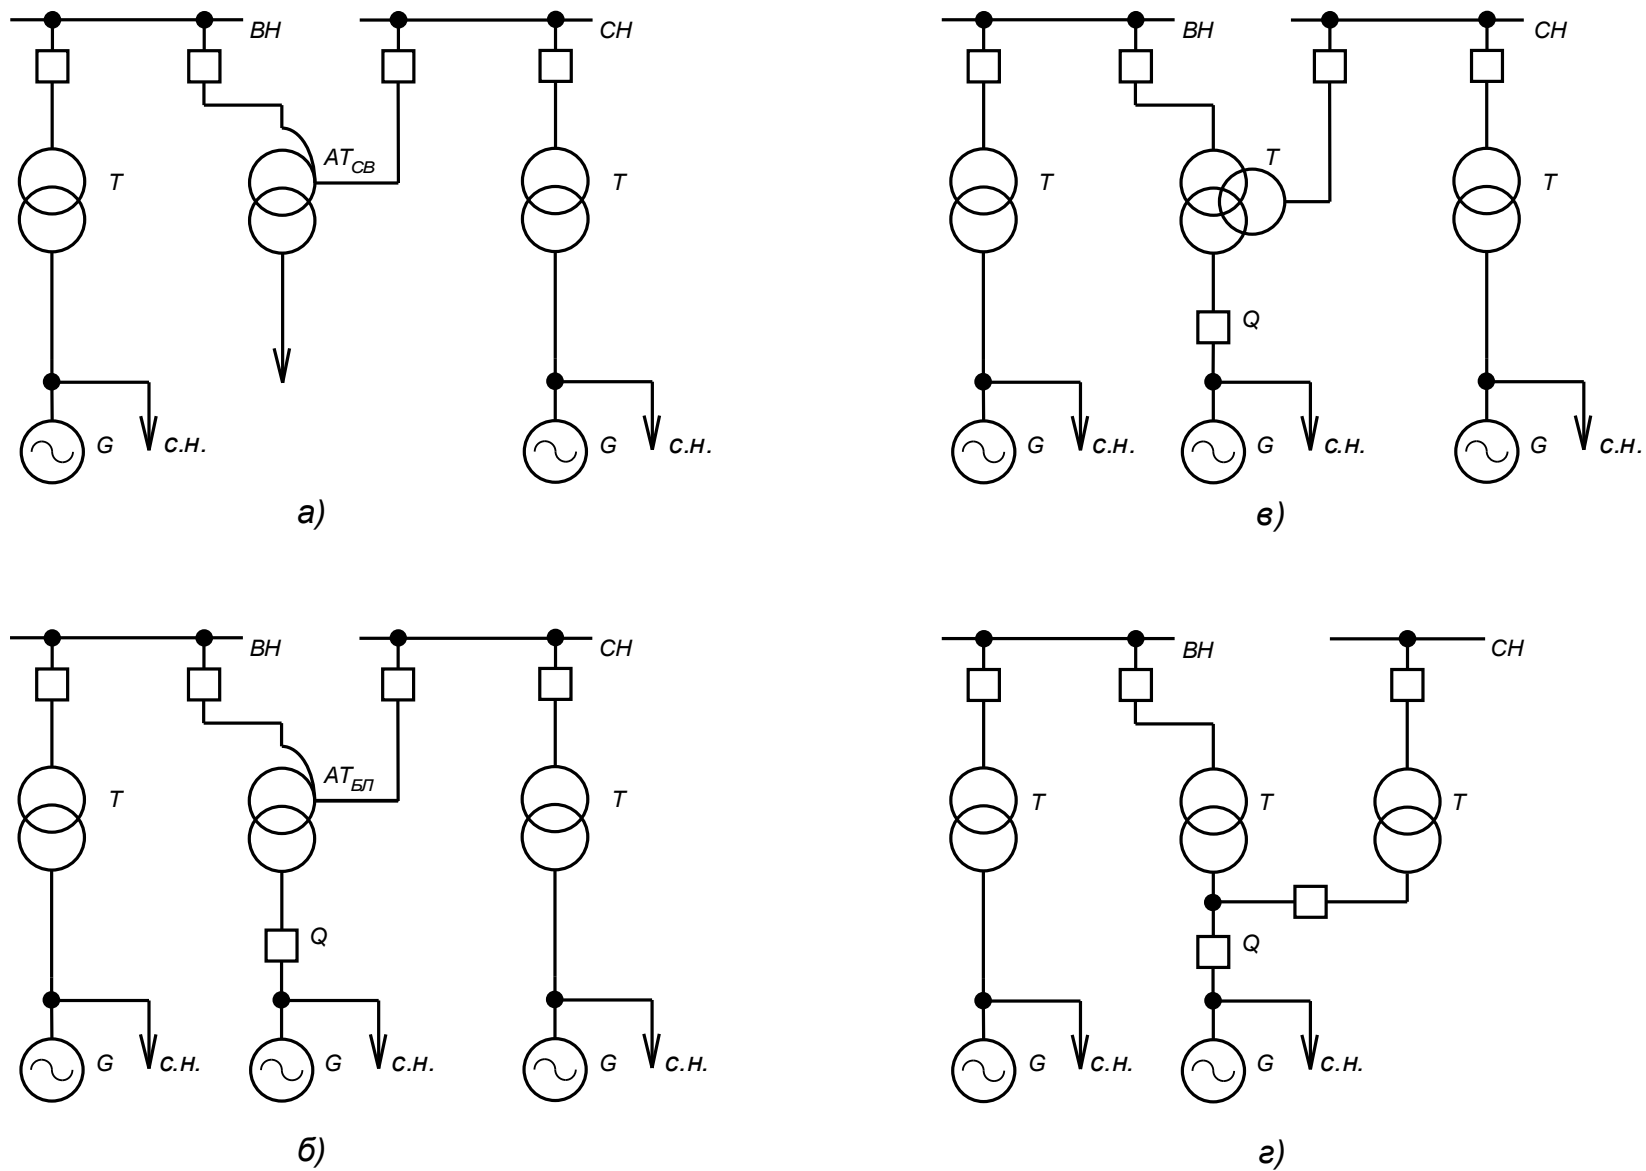 ВН СН
АТСВ
Т Т
G с.н. G с.н.
а)
ВН СН
Т
Т Т
Q
G с.н. G с.н. G с.н.
в)
ВН СН
АТБЛ
Т Т
Q
G с.н. G с.н. G с.н.
б)
ВН СН
Т Т Т
Q
G с.н. G с.н.
г)